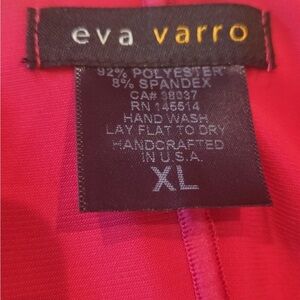 eva varro
92% POLYESTER
8% SPANDEX
CA# 38037
RN 145514
HAND WASH
LAY FLAT TO DRY
HANDCRAFTED
IN U.S.A.
XL